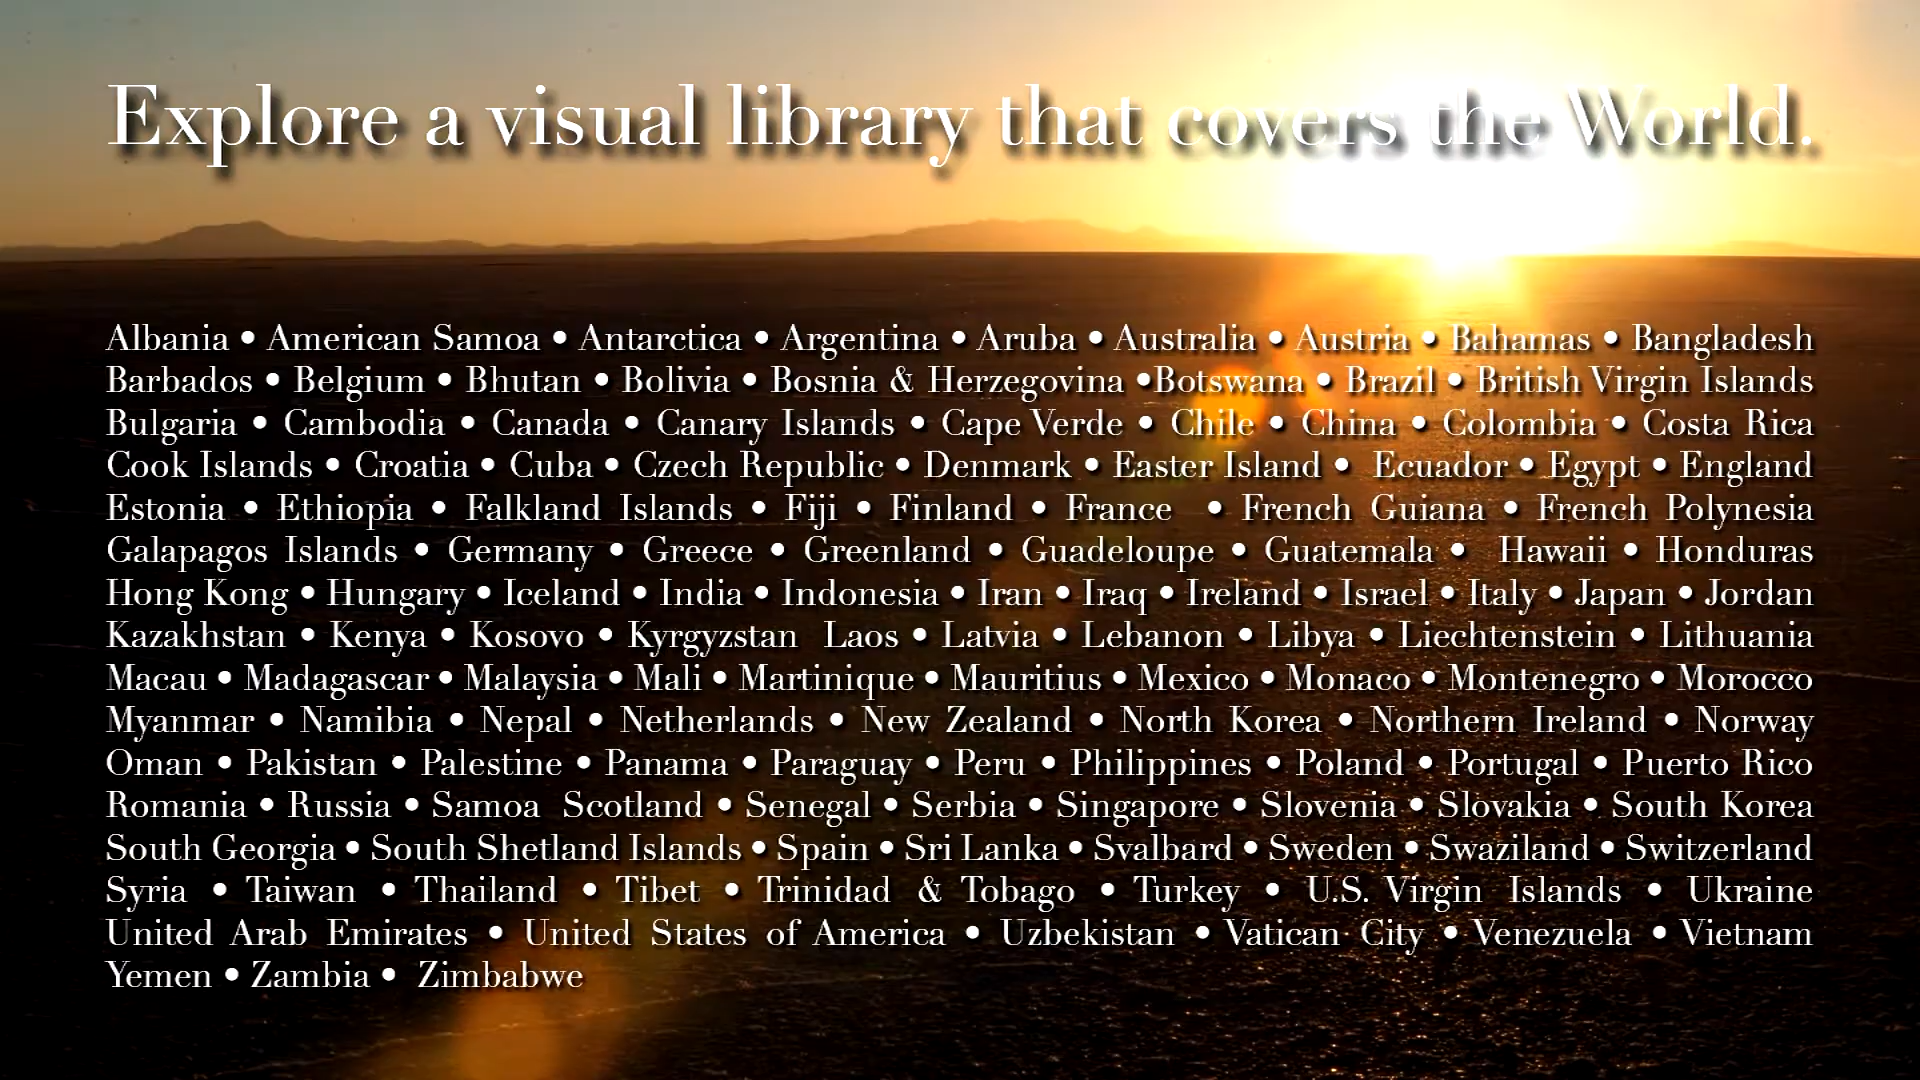 Explore a visual library that covers the World.
Albania • American Samoa • Antarctica • Argentina • Aruba • Australia • Austria • Bahamas • Bangladesh
Barbados • Belgium • Bhutan • Bolivia • Bosnia & Herzegovina •Botswana • Brazil • British Virgin Islands
Bulgaria • Cambodia • Canada • Canary Islands • Cape Verde • Chile • China • Colombia • Costa Rica
Cook Islands • Croatia • Cuba • Czech Republic • Denmark • Easter Island • Ecuador • Egypt • England
Estonia • Ethiopia • Falkland Islands • Fiji • Finland • France • French Guiana • French Polynesia
Galapagos Islands • Germany • Greece • Greenland • Guadeloupe • Guatemala • Hawaii • Honduras
Hong Kong • Hungary • Iceland • India • Indonesia • Iran • Iraq • Ireland • Israel • Italy • Japan • Jordan
Kazakhstan • Kenya • Kosovo • Kyrgyzstan Laos • Latvia • Lebanon • Libya • Liechtenstein • Lithuania
Macau • Madagascar • Malaysia • Mali • Martinique • Mauritius • Mexico • Monaco • Montenegro • Morocco
Myanmar • Namibia • Nepal • Netherlands • New Zealand • North Korea • Northern Ireland • Norway
Oman • Pakistan • Palestine • Panama • Paraguay • Peru • Philippines • Poland • Portugal • Puerto Rico
Romania • Russia • Samoa Scotland • Senegal • Serbia • Singapore • Slovenia • Slovakia • South Korea
South Georgia • South Shetland Islands • Spain • Sri Lanka • Svalbard • Sweden • Swaziland • Switzerland
Syria • Taiwan • Thailand • Tibet • Trinidad & Tobago • Turkey • U.S. Virgin Islands • Ukraine
United Arab Emirates • United States of America • Uzbekistan • Vatican City • Venezuela • Vietnam
Yemen • Zambia • Zimbabwe